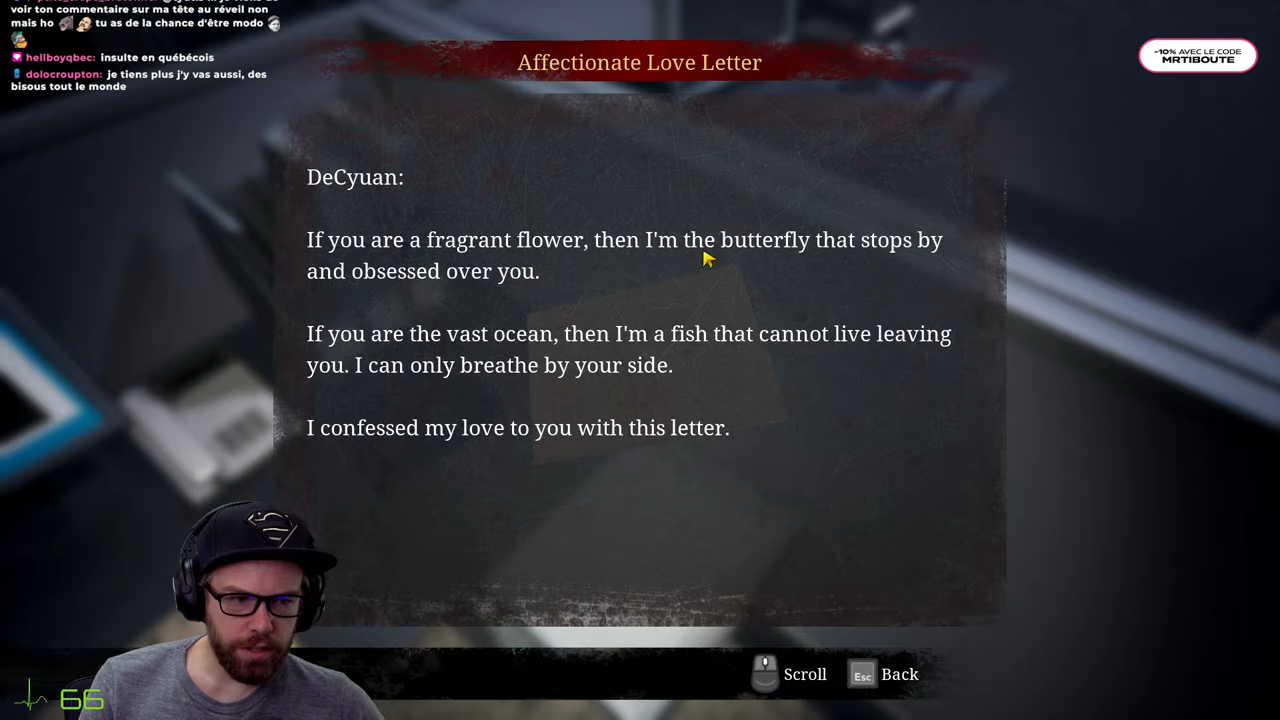 voir ton commentaire sur ma tête au réveil non
mais ho tu as de la chance d'être modo
hellboyqbec: insulte en québécois
dolocroupton: je tiens plus j'y vas aussi, des
bisous tout le monde
-10% AVEC LE CODE
MRTIBOUTE
Affectionate Love Letter
DeCyuan:
If you are a fragrant flower, then I'm the butterfly that stops by
and obsessed over you.
If you are the vast ocean, then I'm a fish that cannot live leaving
you. I can only breathe by your side.
I confessed my love to you with this letter.
Scroll
Esc Back
66